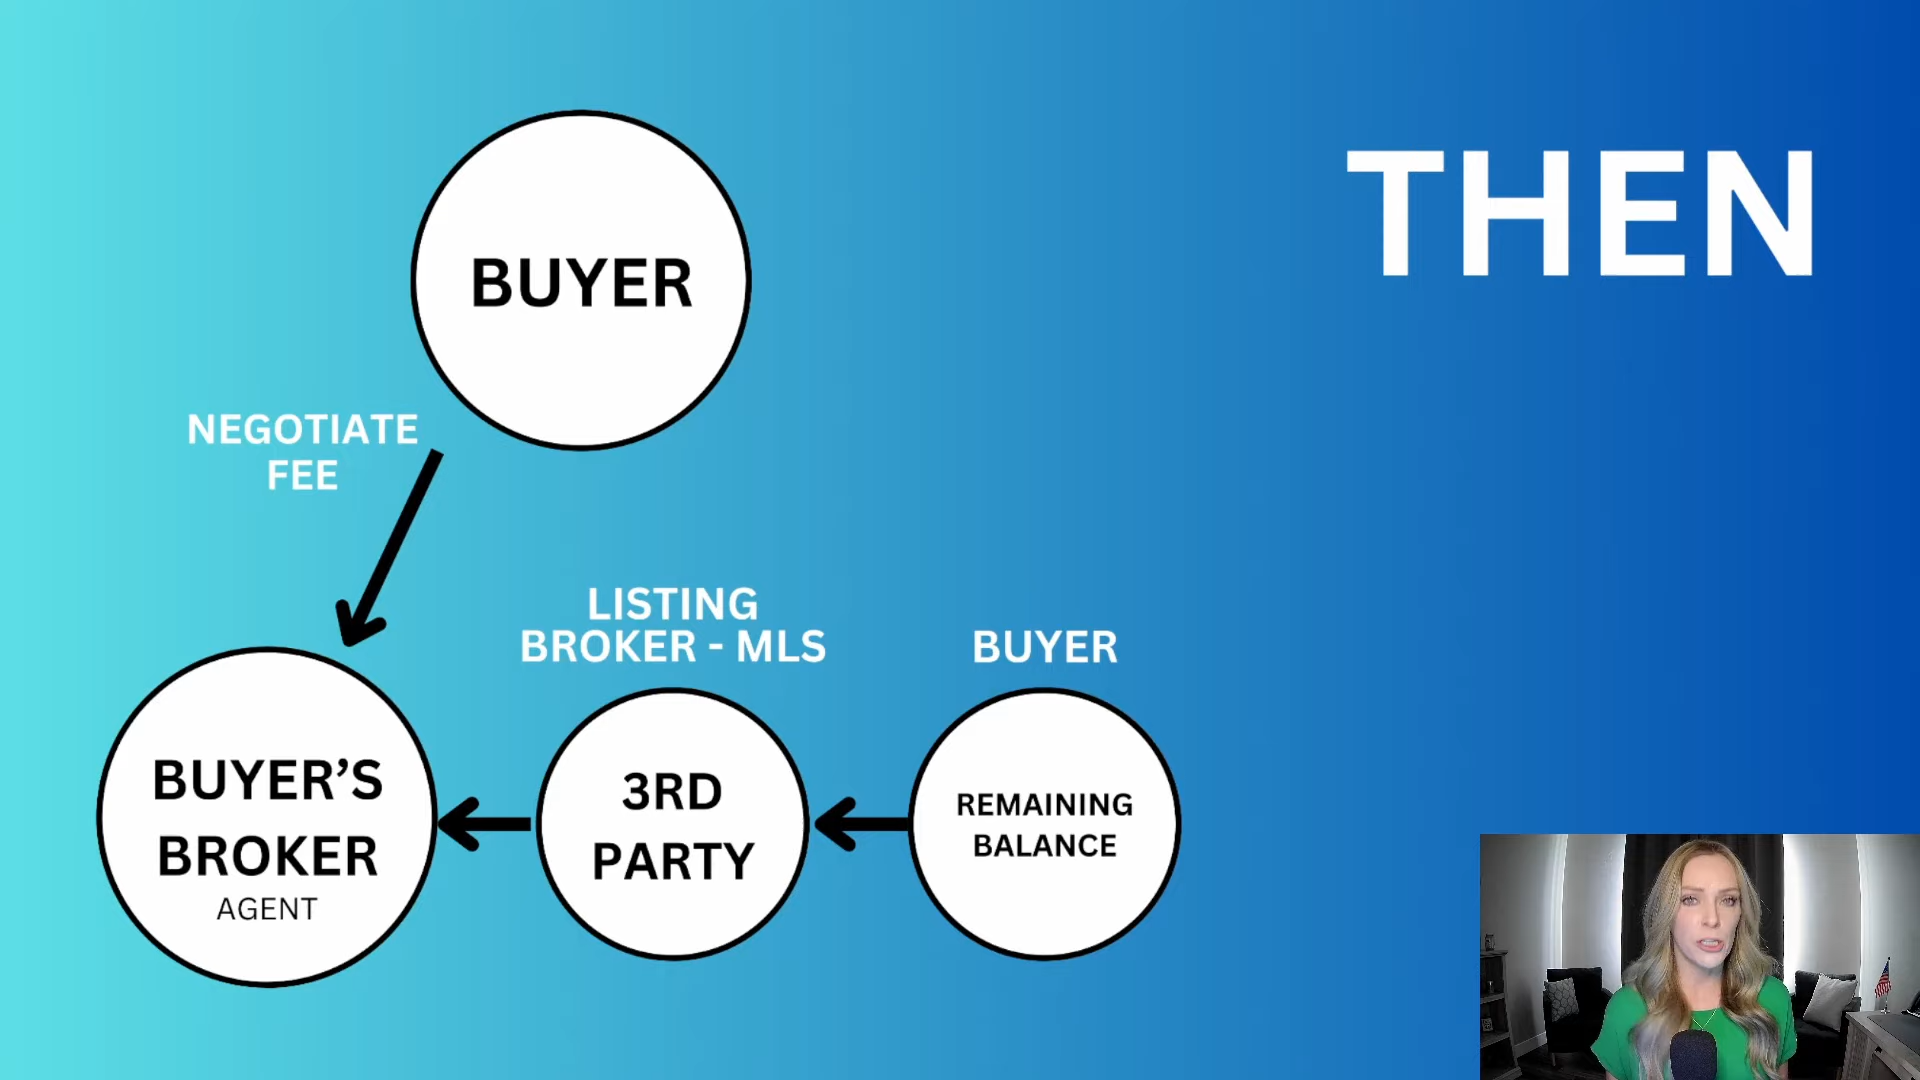 THEN
BUYER
NEGOTIATE
FEE
LISTING
BROKER - MLS
BUYER
BUYER’S
BROKER
AGENT
3RD
PARTY
REMAINING
BALANCE